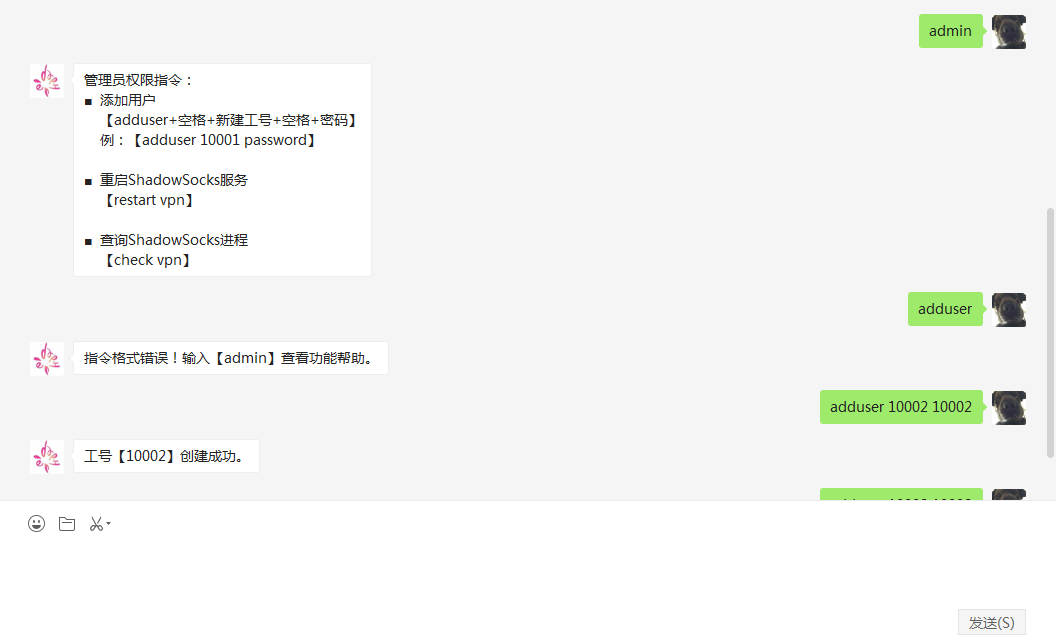 admin
管理员权限指令：
▪ 添加用户
【adduser+空格+新建工号+空格+密码】
例：【adduser 10001 password】
▪ 重启ShadowSocks服务
【restart vpn】
▪ 查询ShadowSocks进程
【check vpn】
adduser
指令格式错误！输入【admin】查看功能帮助。
adduser 10002 10002
工号【10002】创建成功。
发送(S)